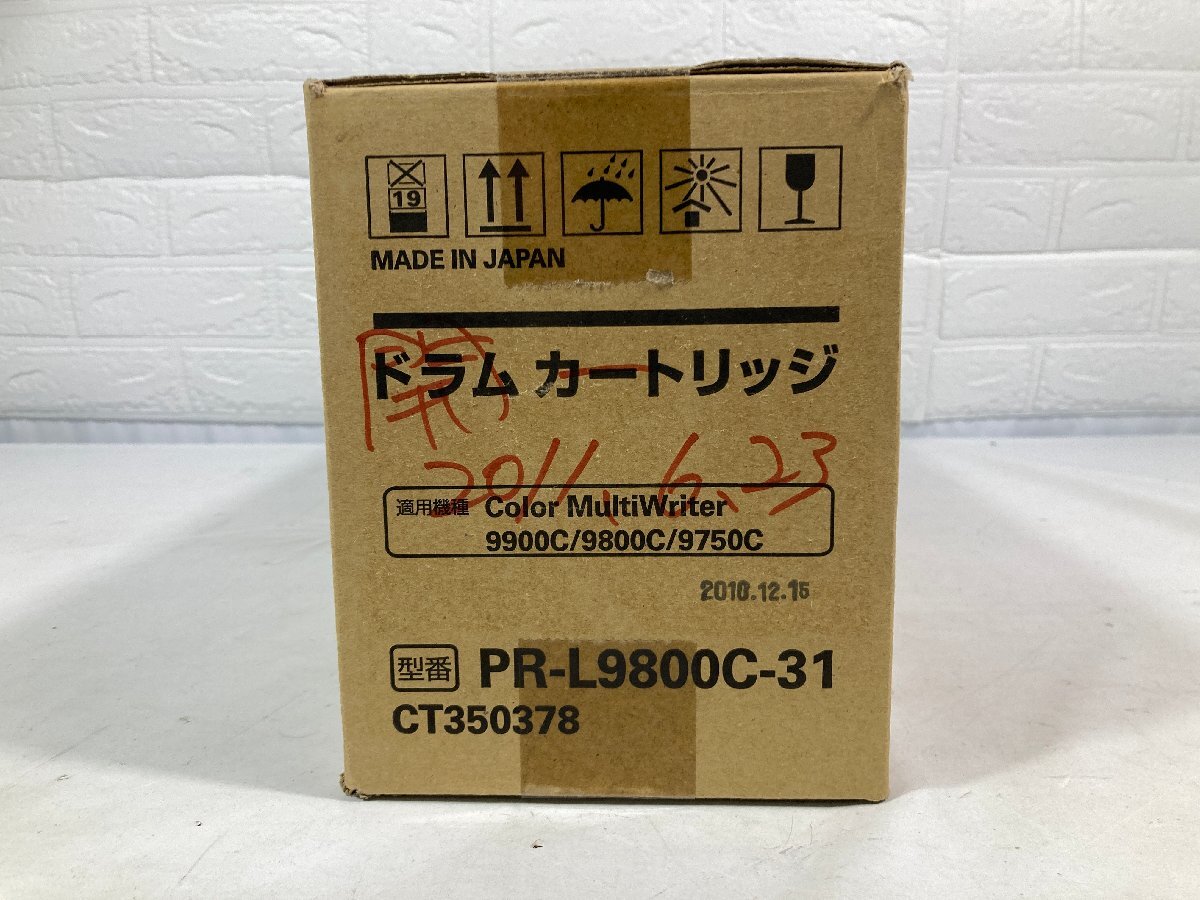 19
MADE IN JAPAN
ドラム カートリッジ
2011.6.23
適用機種 Color MultiWriter
9900C/9800C/9750C
2010.12.15
型番 PR-L9800C-31
CT350378